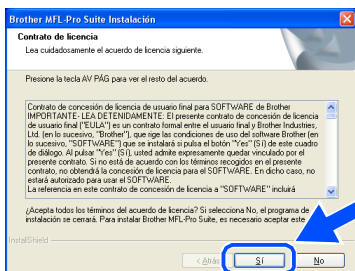 Brother MFL-Pro Suite Instalación
Contrato de licencia
Lea cuidadosamente el acuerdo de licencia siguiente.
Presione la tecla AV PÁG para ver el resto del acuerdo.
Contrato de concesión de licencia de usuario final para SOFTWARE de Brother
IMPORTANTE- LEA DETENIDAMENTE: El presente contrato de concesión de licencia
de usuario final ("EULA") es un contrato formal entre el usuario final y Brother Industries,
Ltd. (en lo sucesivo, "Brother"), que rige las condiciones de uso del software Brother (en
lo sucesivo, "SOFTWARE") que se instalará si pulsa el botón "Yes" (Sí) de este cuadro
de diálogo. Al pulsar "Yes" (Sí), usted admite expresamente quedar vinculado por el
presente contrato. Si no está de acuerdo con los términos recogidos en el presente
contrato, no obtendrá la concesión de licencia para el SOFTWARE. En dicho caso, no
estará autorizado para usar el SOFTWARE.
La referencia en este contrato de concesión de licencia a "SOFTWARE" incluirá
¿Acepta todos los términos del acuerdo de licencia? Si selecciona No, el programa de
instalación se cerrará. Para instalar Brother MFL-Pro Suite, es necesario aceptar este
InstallShield
< Atrás
Sí
No